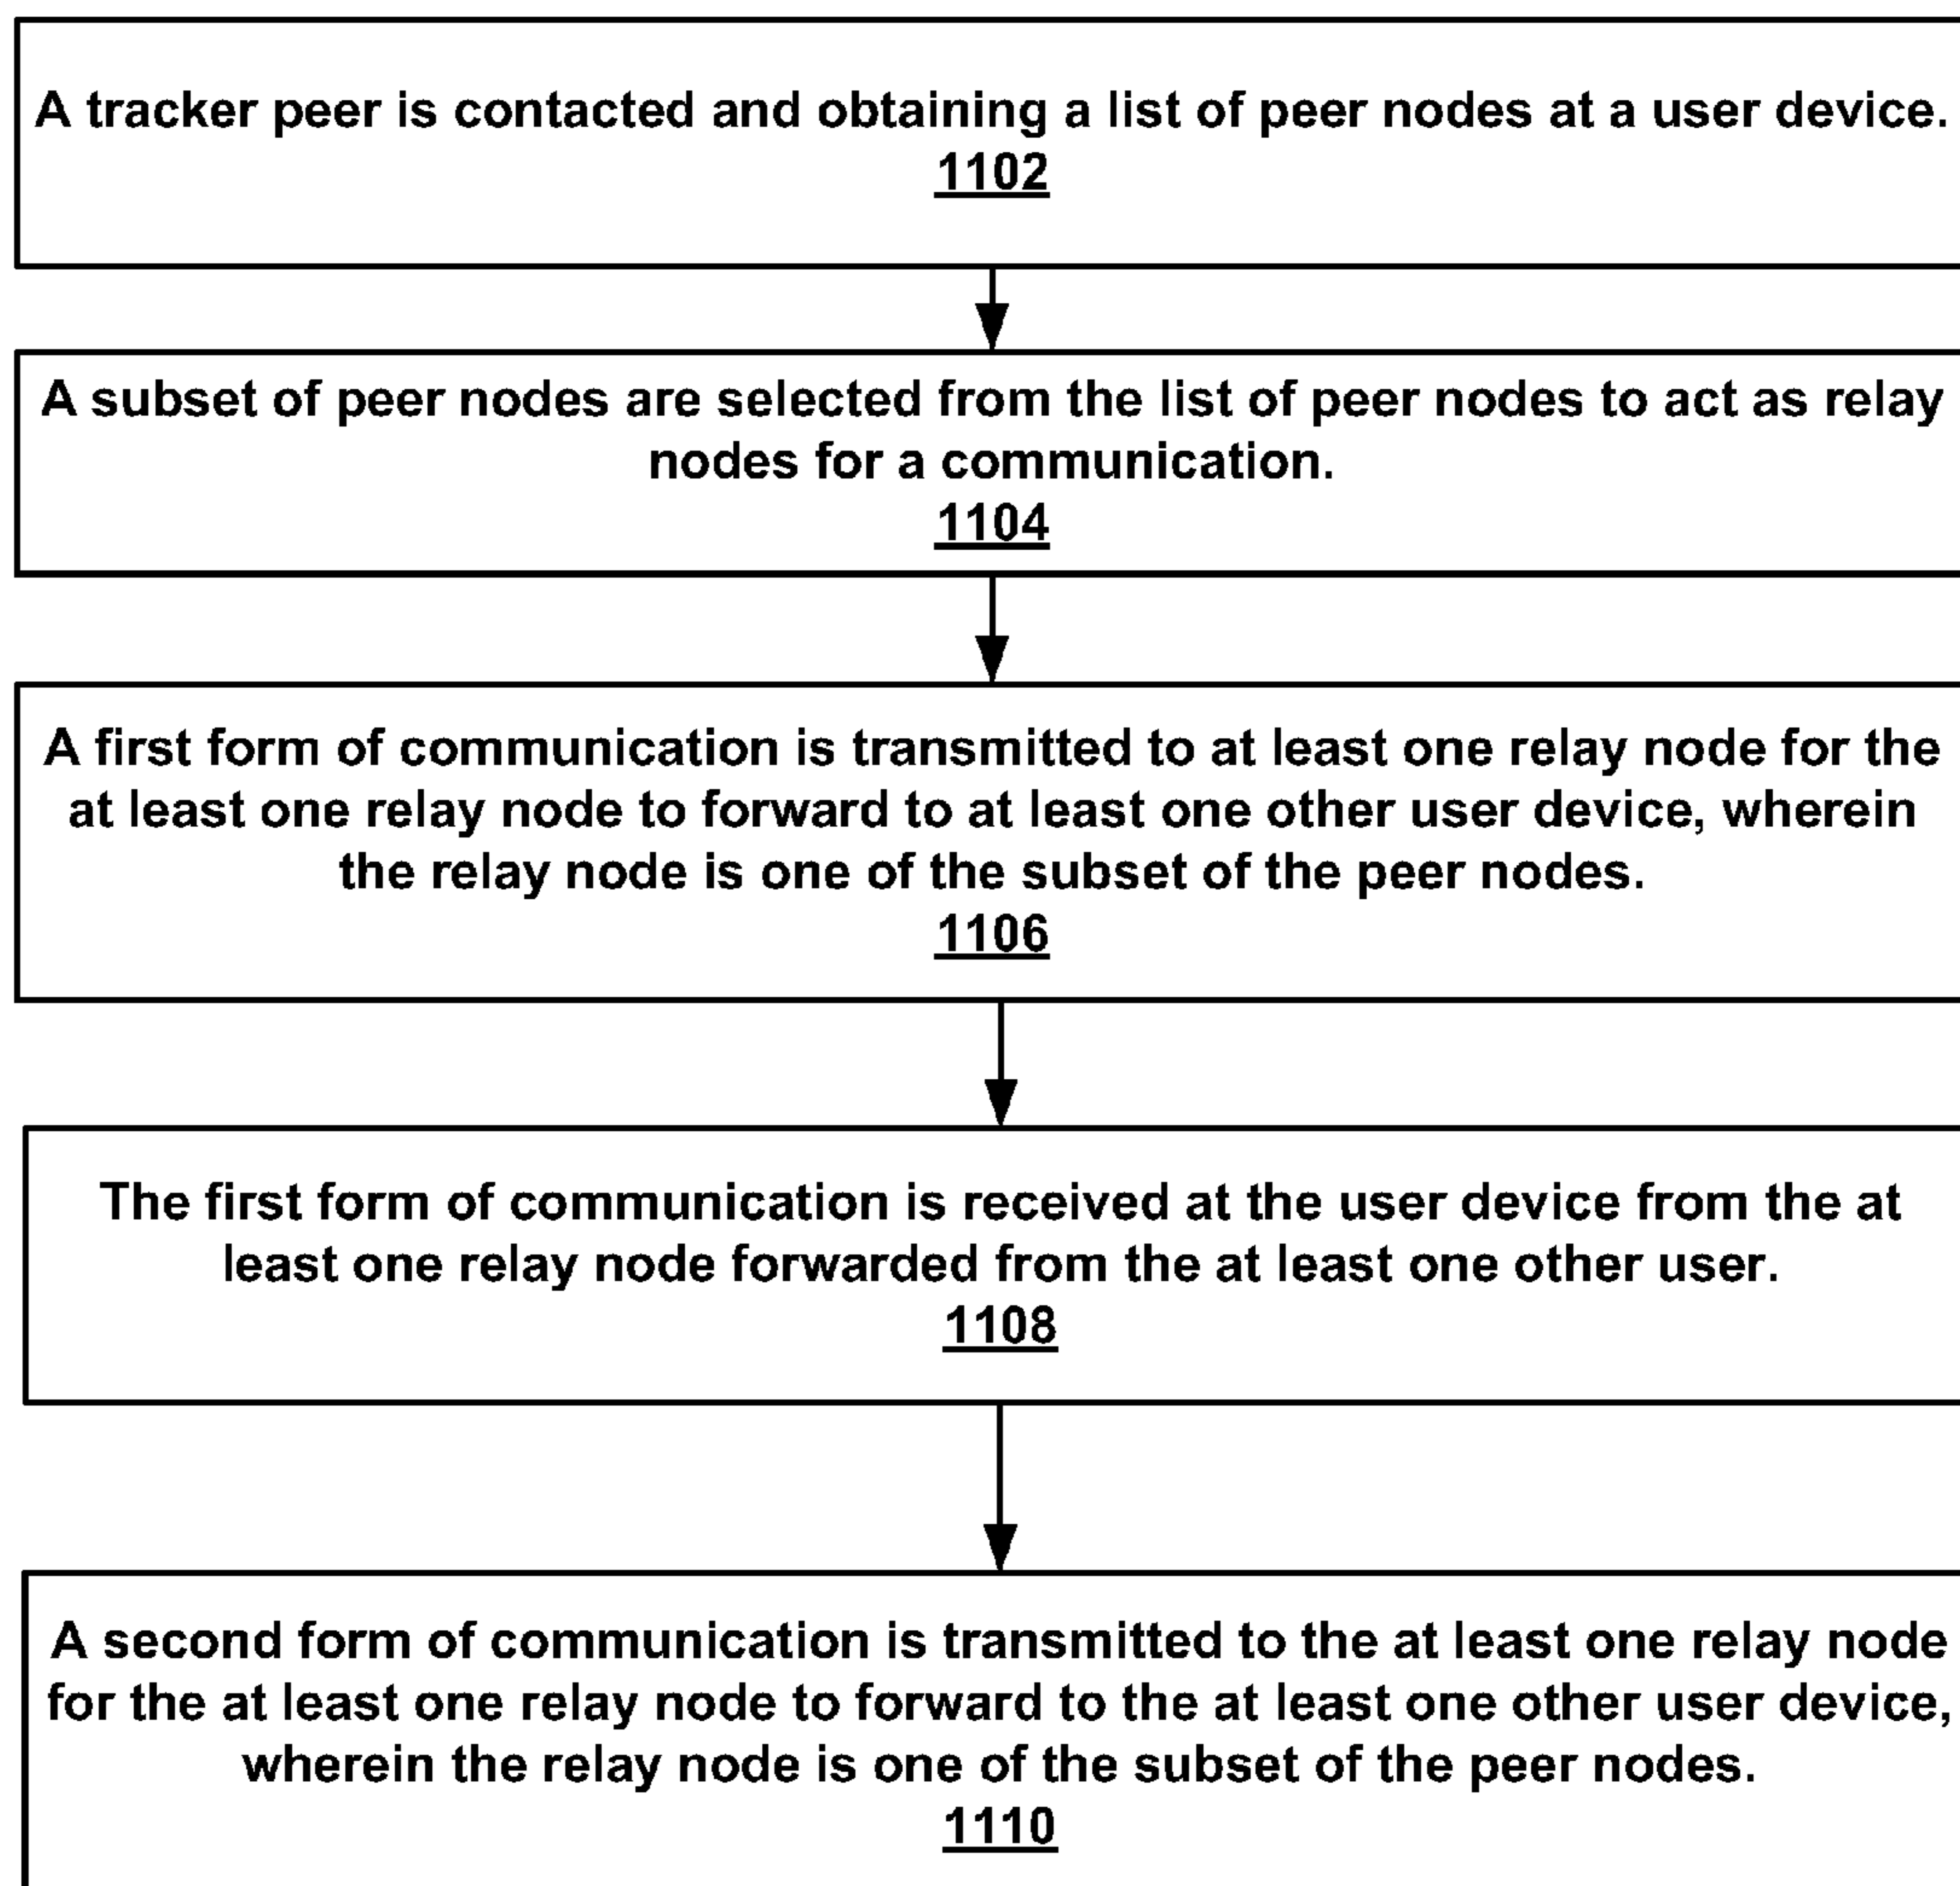 A tracker peer is contacted and obtaining a list of peer nodes at a user device.
1102
A subset of peer nodes are selected from the list of peer nodes to act as relay
nodes for a communication.
1104
A first form of communication is transmitted to at least one relay node for the
at least one relay node to forward to at least one other user device, wherein
the relay node is one of the subset of the peer nodes.
1106
The first form of communication is received at the user device from the at
least one relay node forwarded from the at least one other user.
1108
A second form of communication is transmitted to the at least one relay node
for the at least one relay node to forward to the at least one other user device,
wherein the relay node is one of the subset of the peer nodes.
1110